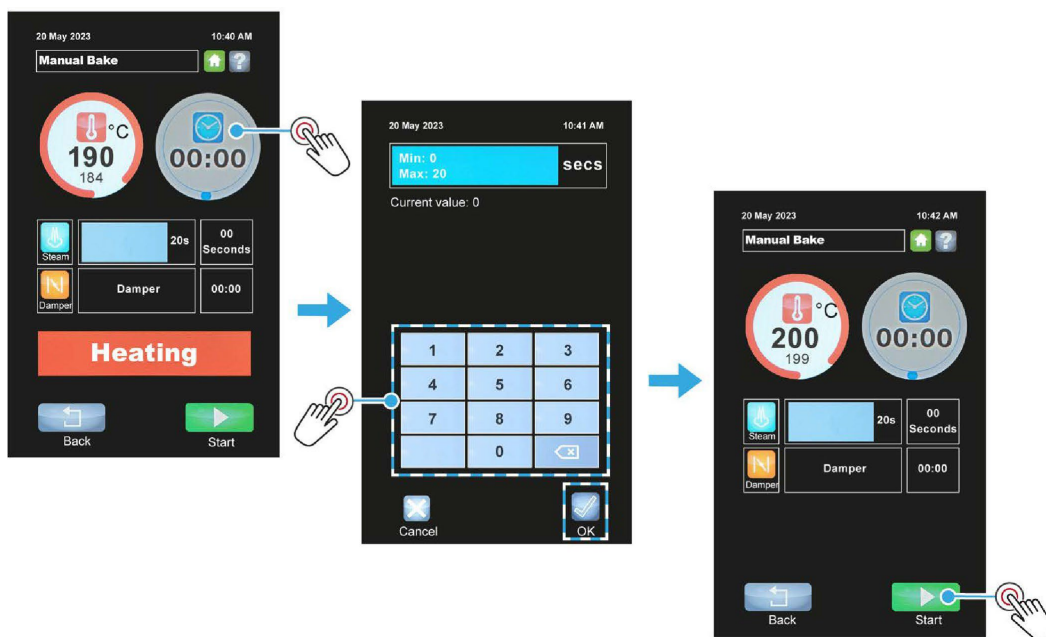 20 May 2023 10:40 AM
Manual Bake ?
°C
190 00:00
184
20s 00 Seconds
Steam
Damper 00:00
Damper
Heating
Back Start
20 May 2023 10:41 AM
Min: 0
Max: 20 secs
Current value: 0
1 2 3
4 5 6
7 8 9
0
Cancel OK
20 May 2023 10:42 AM
Manual Bake ?
°C
200 00:00
199
20s 00 Seconds
Steam
Damper 00:00
Damper
Back Start